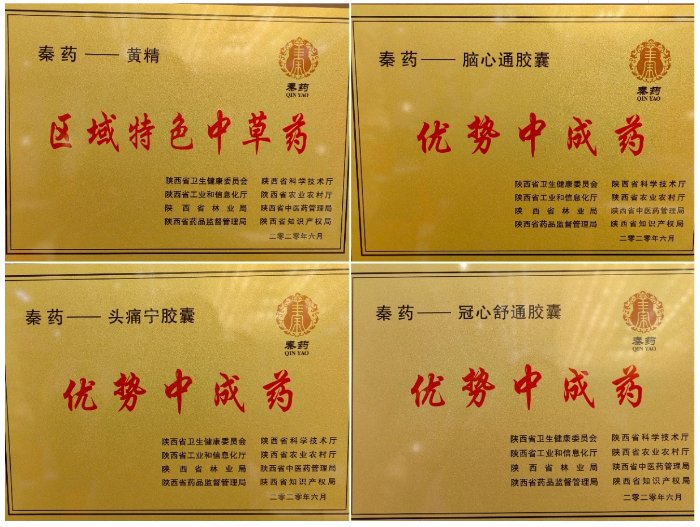 秦药——黄精
秦药
QIN YAO
区域特色中草药
陕西省卫生健康委员会 陕西省科学技术厅
陕西省工业和信息化厅 陕西省农业农村厅
陕西省林业局 陕西省中医药管理局
陕西省药品监督管理局 陕西省知识产权局
二零二零年六月
秦药——脑心通胶囊
秦药
QIN YAO
优势中成药
陕西省卫生健康委员会 陕西省科学技术厅
陕西省工业和信息化厅 陕西省农业农村厅
陕西省林业局 陕西省中医药管理局
陕西省药品监督管理局 陕西省知识产权局
二零二零年六月
秦药——头痛宁胶囊
秦药
QIN YAO
优势中成药
陕西省卫生健康委员会 陕西省科学技术厅
陕西省工业和信息化厅 陕西省农业农村厅
陕西省林业局 陕西省中医药管理局
陕西省药品监督管理局 陕西省知识产权局
二零二零年六月
秦药——冠心舒通胶囊
秦药
QIN YAO
优势中成药
陕西省卫生健康委员会 陕西省科学技术厅
陕西省工业和信息化厅 陕西省农业农村厅
陕西省林业局 陕西省中医药管理局
陕西省药品监督管理局 陕西省知识产权局
二零二零年六月